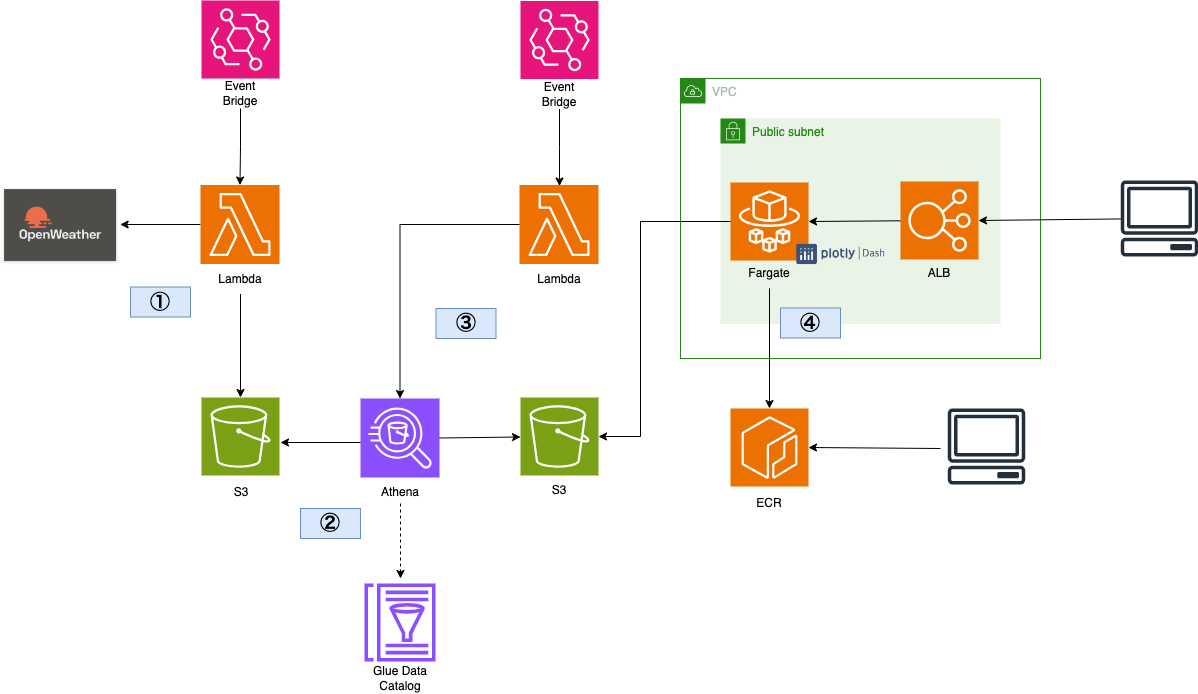 Event
Bridge
Event
Bridge
VPC
Public subnet
OpenWeather
Lambda
Lambda
plotly | Dash
Fargate
ALB
①
③
④
S3
Athena
S3
ECR
②
Glue Data
Catalog